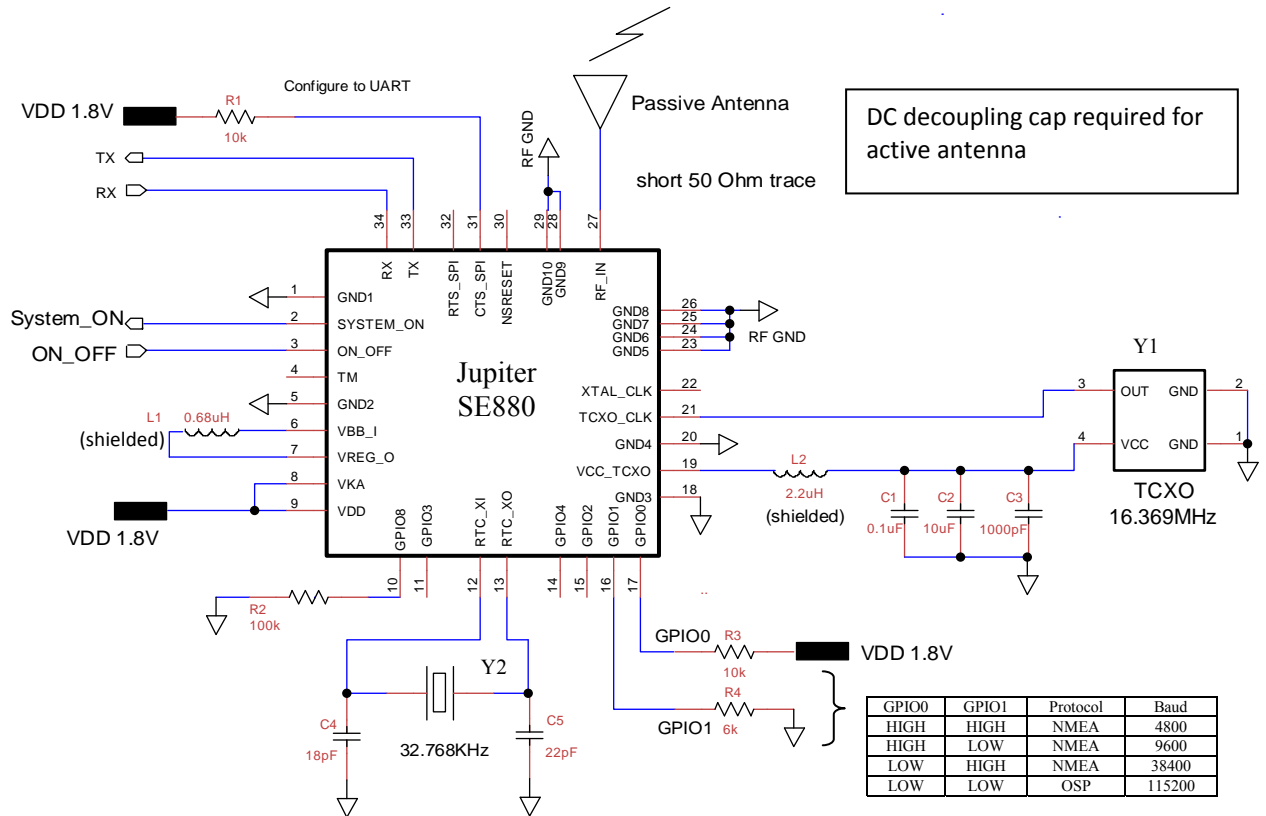 VDD 1.8V
R1
10k
Configure to UART
TX
RX
RF GND
Passive Antenna
short 50 Ohm trace
DC decoupling cap required for
active antenna
34
33
32
31
30
29
28
27
RX
TX
RTS_SPI
CTS_SPI
NSRESET
GND10
GND9
RF_IN
Jupiter
SE880
1
GND1
System_ON
2
SYSTEM_ON
ON_OFF
3
ON_OFF
4
TM
5
GND2
L1
0.68uH
(shielded)
6
VBB_I
7
VREG_O
8
VKA
9
VDD
VDD 1.8V
GND8
26
GND7
25
GND6
24
GND5
23
RF GND
XTAL_CLK
22
TCXO_CLK
21
GND4
20
VCC_TCXO
19
GND3
18
L2
2.2uH
(shielded)
C1
0.1uF
C2
10uF
C3
1000pF
Y1
3
OUT
GND
2
4
VCC
GND
1
TCXO
16.369MHz
GPIO8
GPIO3
RTC_XI
RTC_XO
GPIO4
GPIO2
GPIO1
GPIO0
10
11
12
13
14
15
16
17
R2
100k
Y2
32.768KHz
C4
18pF
C5
22pF
GPIO0
R3
10k
VDD 1.8V
GPIO1
R4
6k
GPIO0 GPIO1 Protocol Baud
HIGH HIGH NMEA 4800
HIGH LOW NMEA 9600
LOW HIGH NMEA 38400
LOW LOW OSP 115200